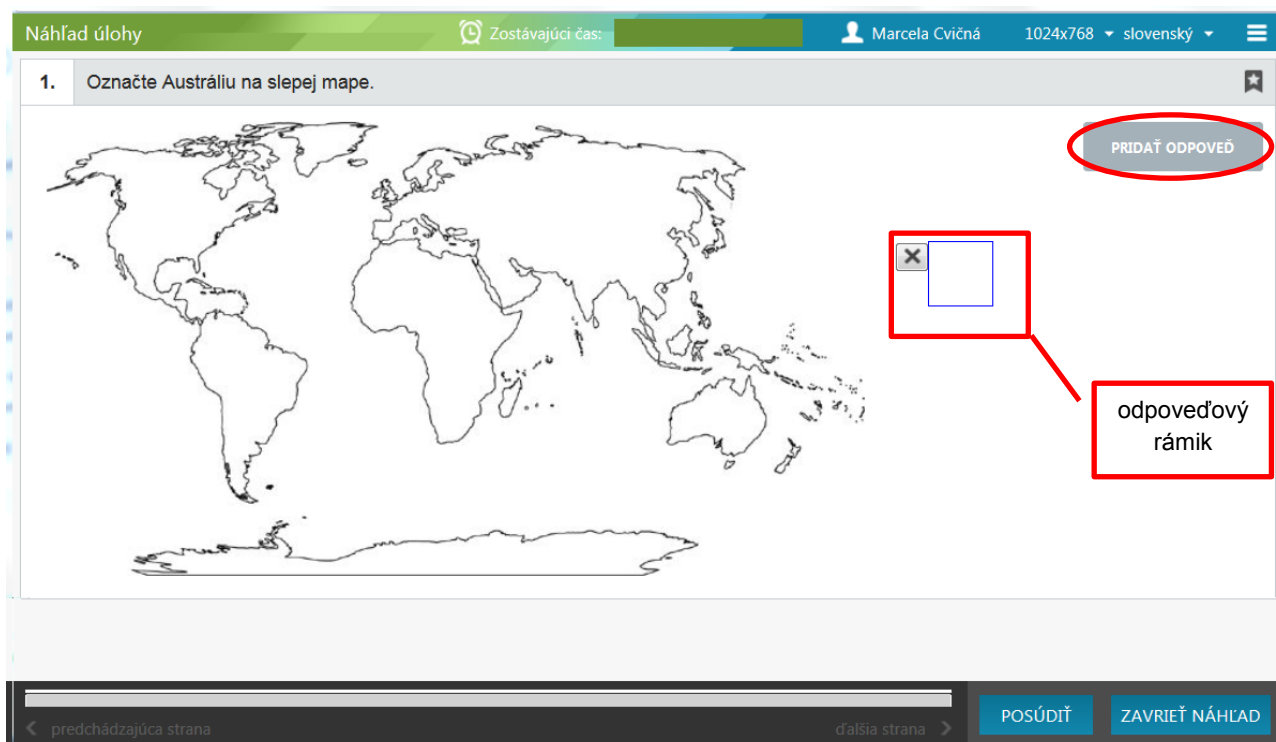 Náhľad úlohy
Zostávajúci čas:
Marcela Cvičná
1024x768
slovenský
1. Označte Austráliu na slepej mape.
PRIDAŤ ODPOVEĎ
odpoveďový
rámik
predchádzajúca strana
ďalšia strana
POSÚDIŤ
ZAVRIEŤ NÁHĽAD